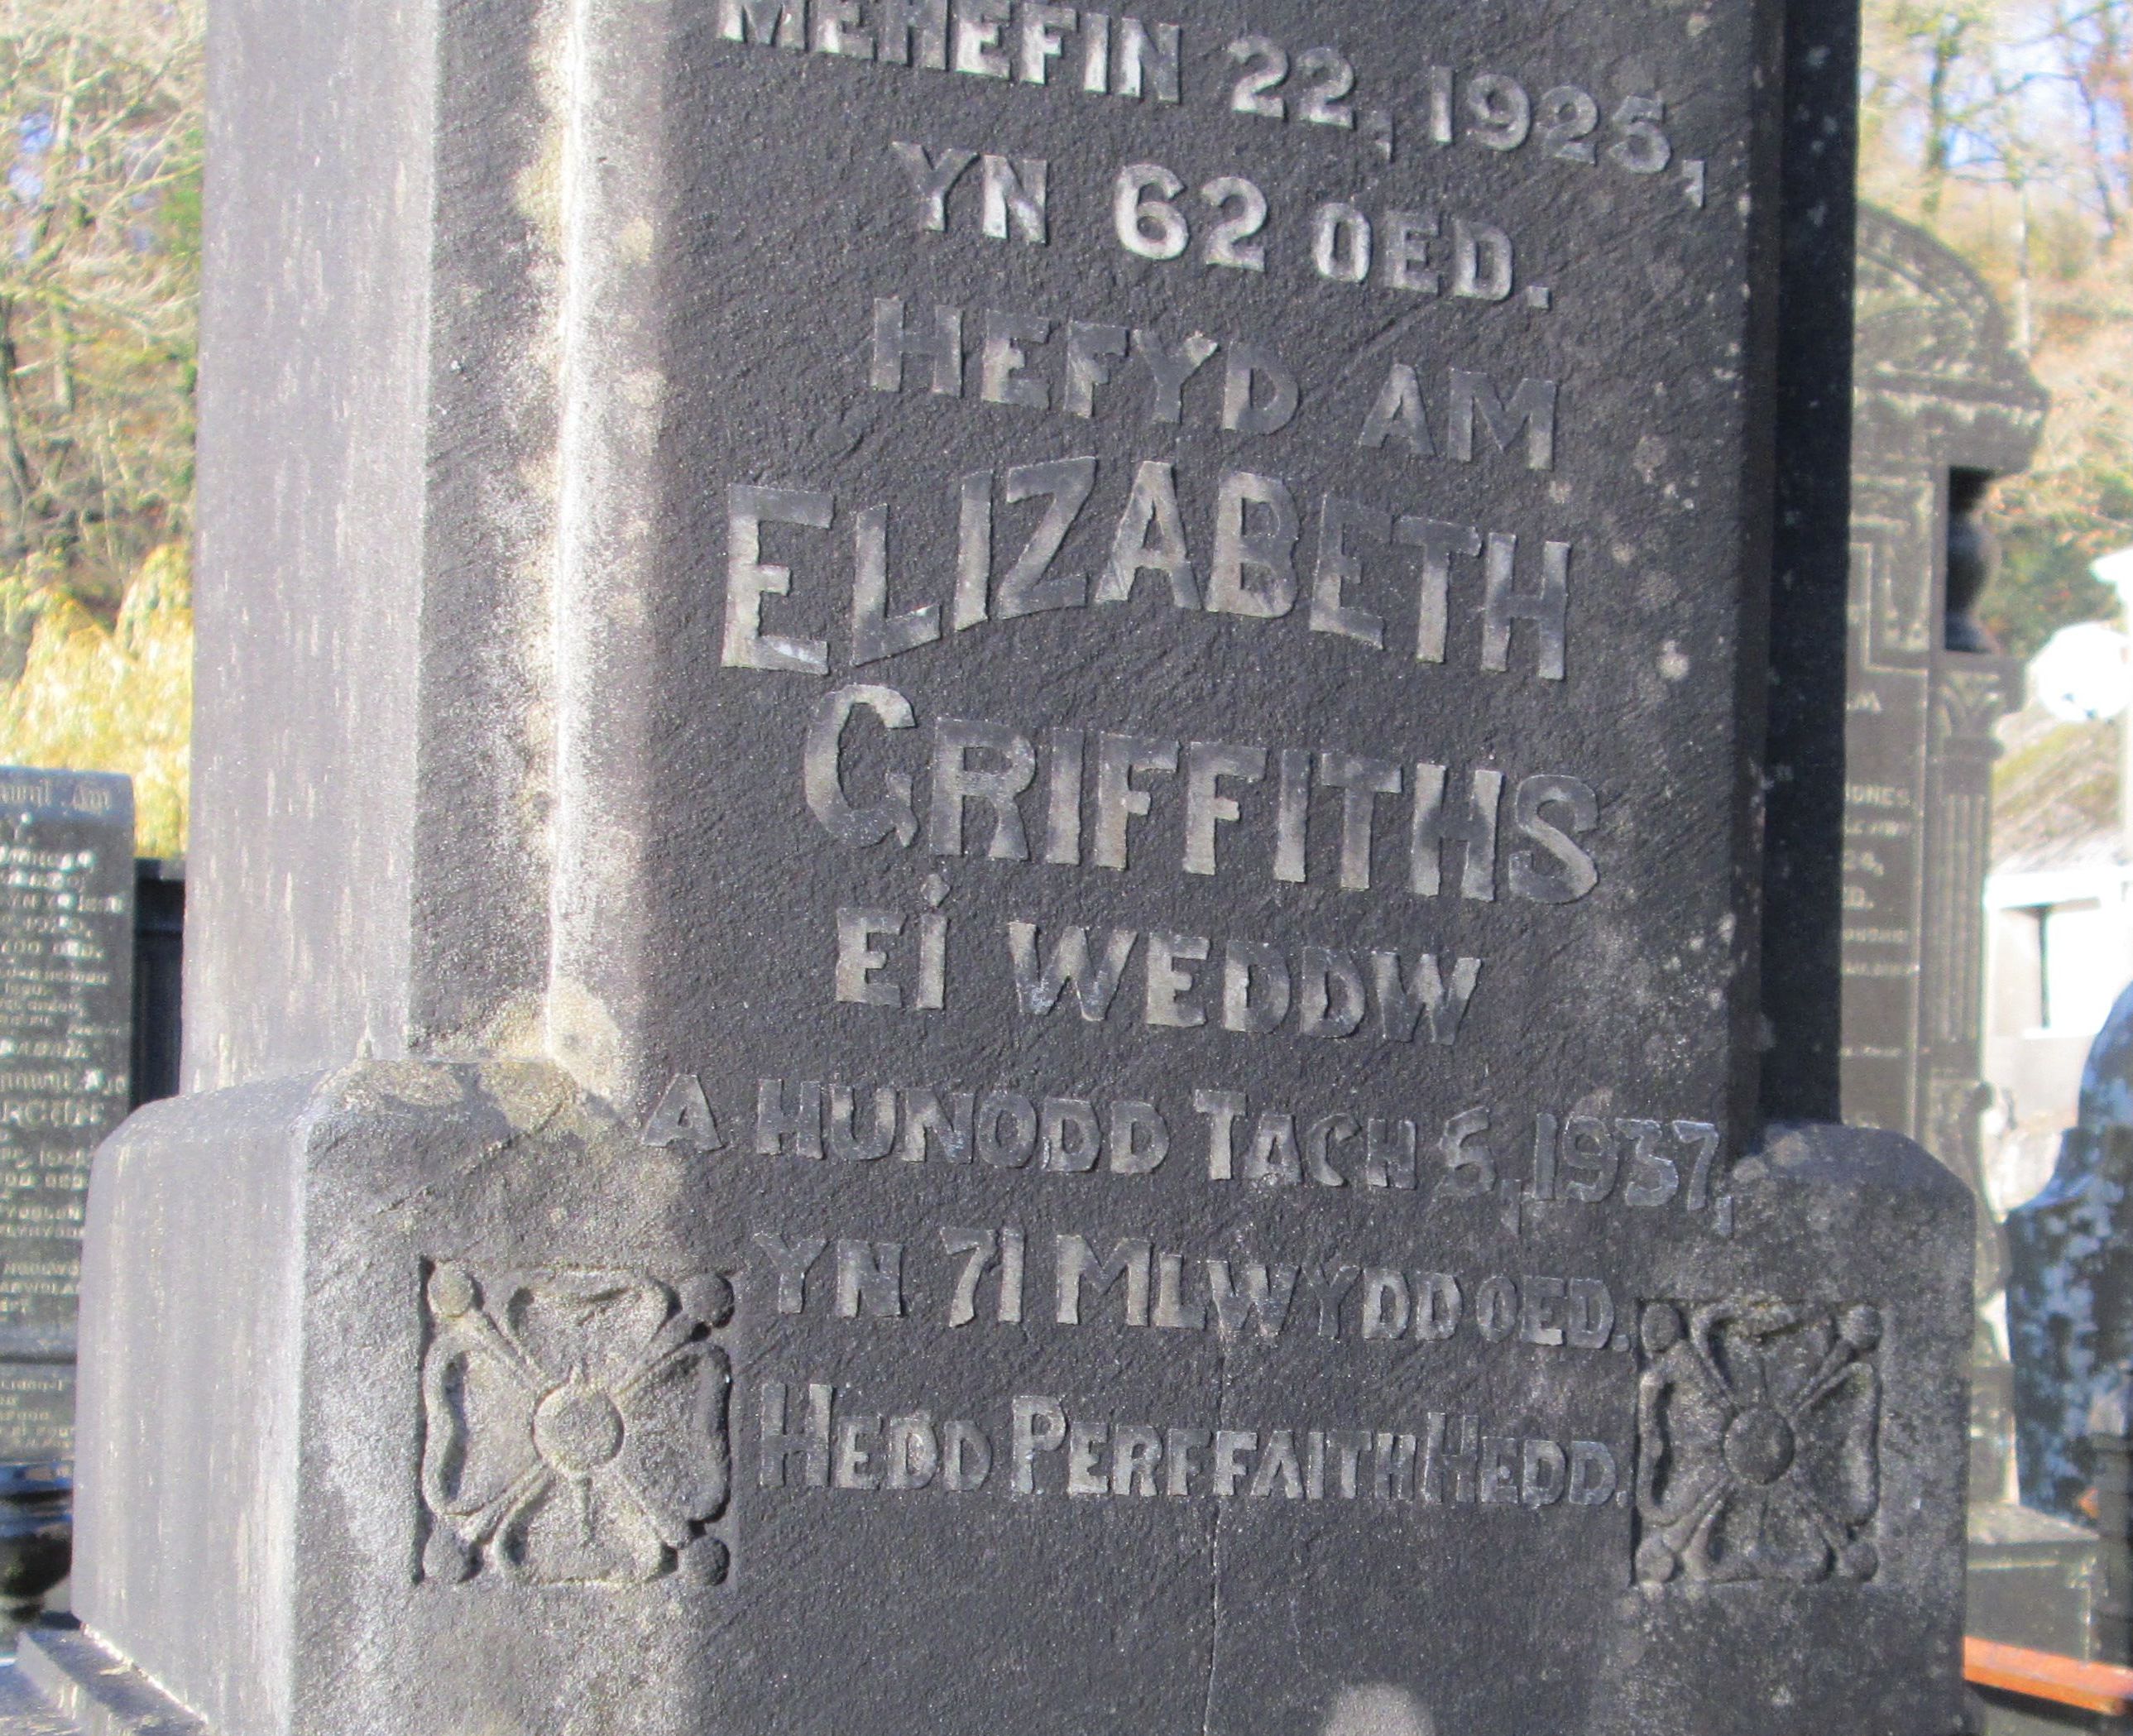 MEHEFIN 22, 1925,
YN 62 OED.
HEFYD AM
ELIZABETH
GRIFFITHS
Ei WEDDW
A HUNODD TACH 5, 1937,
YN 71 MLWYDD OED.
HEDD PERFFAITH HEDD.
JONES